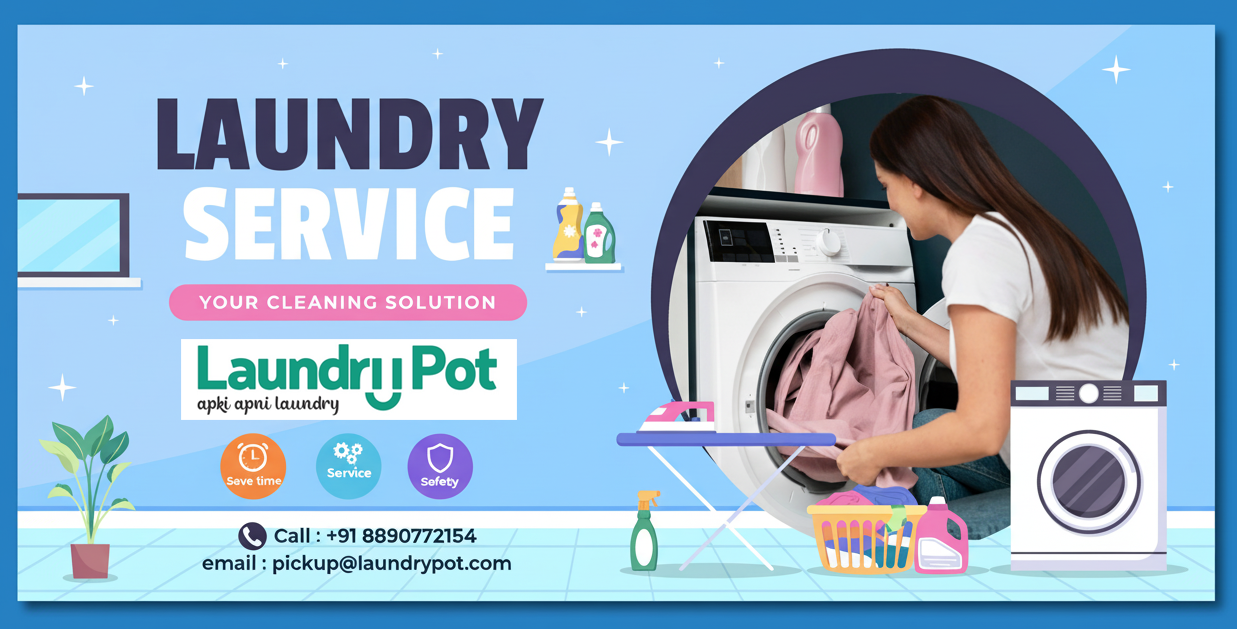 LAUNDRY
SERVICE
YOUR CLEANING SOLUTION
Laundry Pot
apki apni laundry
Seve time
Service
Sefety
Call : +91 8890772154
email : pickup@laundrypot.com